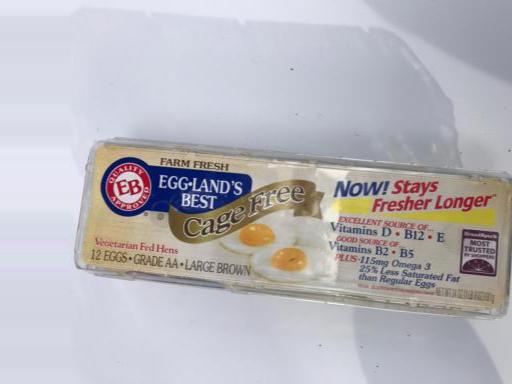 FARM FRESH
QUALITY
EB
APPROVED
EGG·LAND'S
BEST
Cage Free
Vegetarian Fed Hens
12 EGGS · GRADE AA · LARGE BROWN
NOW! Stays
Fresher Longer
EXCELLENT SOURCE OF...
Vitamins D · B12 · E
GOOD SOURCE OF...
Vitamins B2 · B5
PLUS·115mg Omega 3
25% Less Saturated Fat
than Regular Eggs
MOST
TRUSTED
BY SHOPPERS